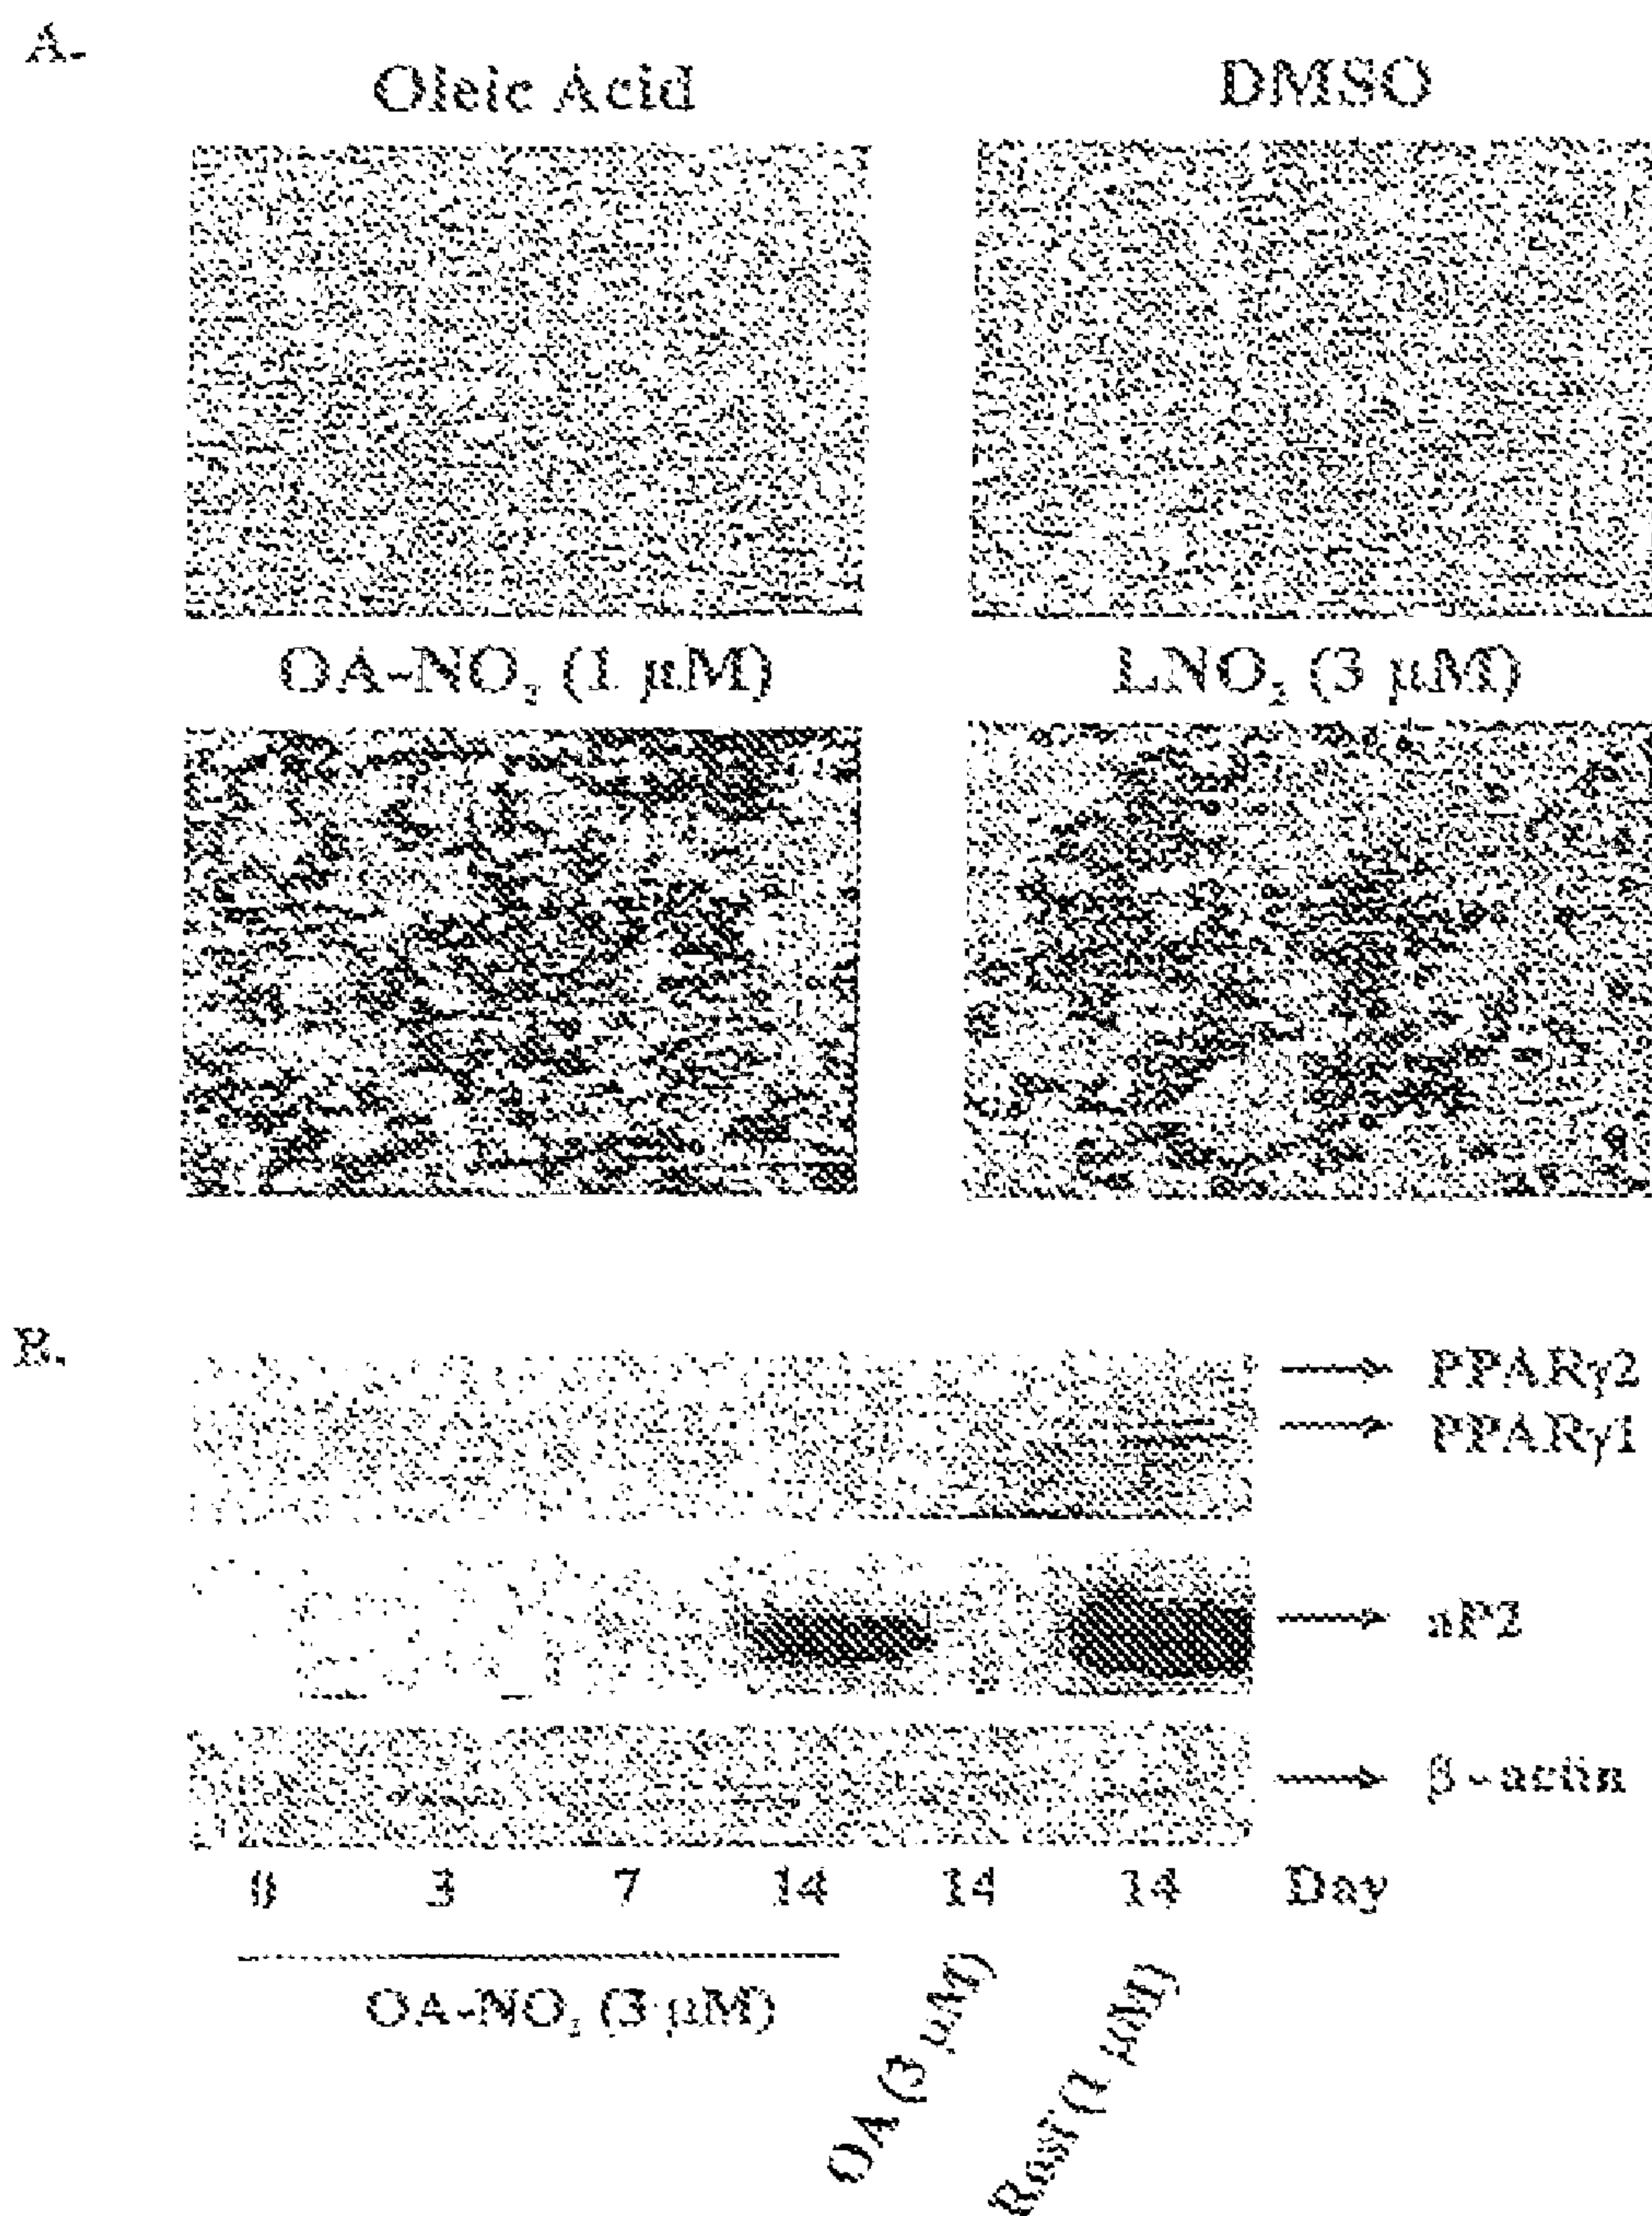 A.
Oleic Acid
DMSO
OA-NO₂ (1 μM)
LNO₂ (3 μM)
B.
PPARγ2
PPARγ1
aP2
β-actin
0 3 7 14 14 14 Day
OA-NO₂ (3 μM)
OA (3 μM)
(1 μM)